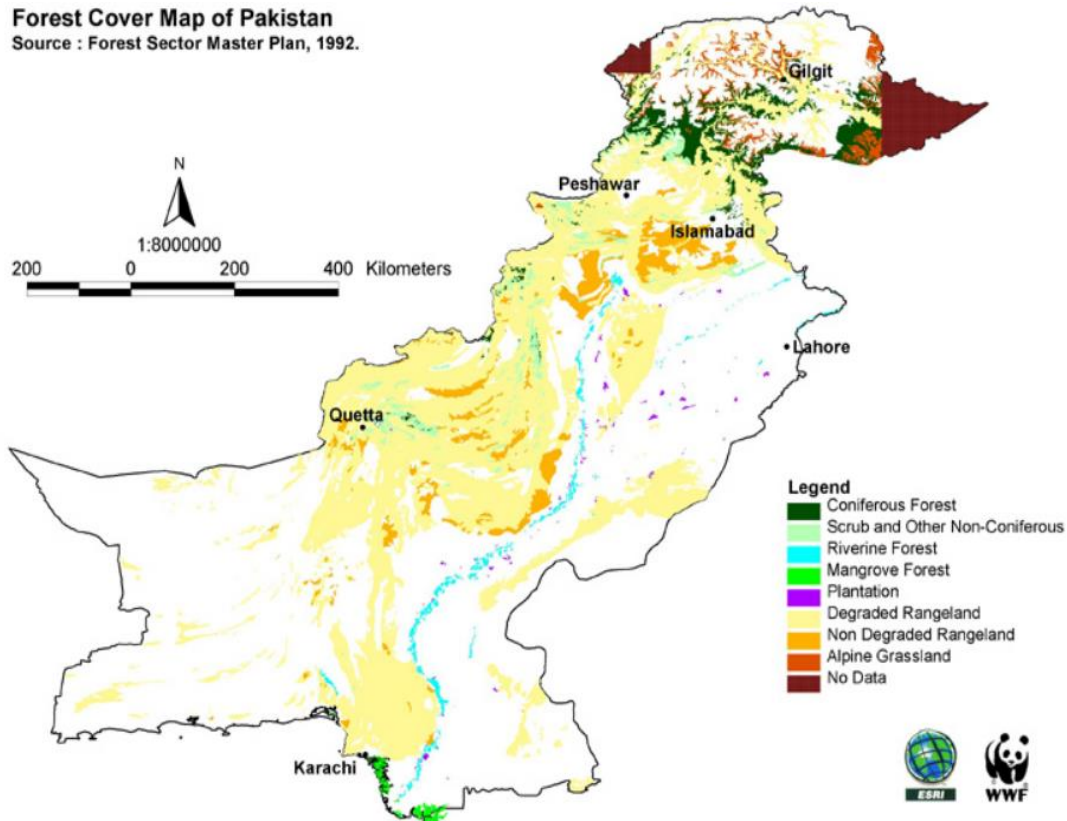 Forest Cover Map of Pakistan
Source : Forest Sector Master Plan, 1992.
N
1:8000000
200 0 200 400 Kilometers
Gilgit
Peshawar
Islamabad
Lahore
Quetta
Karachi
Legend
Coniferous Forest
Scrub and Other Non-Coniferous
Riverine Forest
Mangrove Forest
Plantation
Degraded Rangeland
Non Degraded Rangeland
Alpine Grassland
No Data
ESRI
WWF